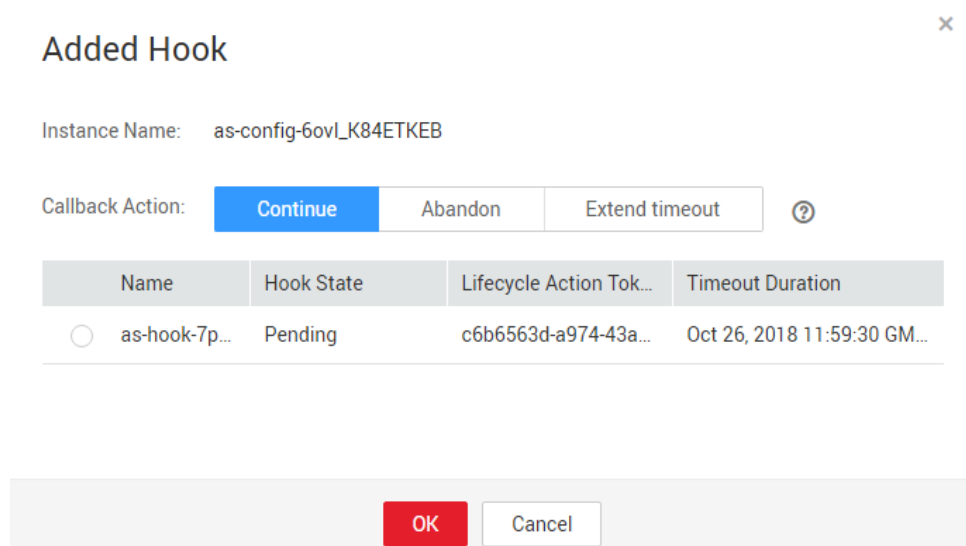 Added Hook
Instance Name: as-config-6ovl_K84ETKEB
Callback Action: Continue Abandon Extend timeout
Name Hook State Lifecycle Action Tok... Timeout Duration
as-hook-7p... Pending c6b6563d-a974-43a... Oct 26, 2018 11:59:30 GM...
OK Cancel